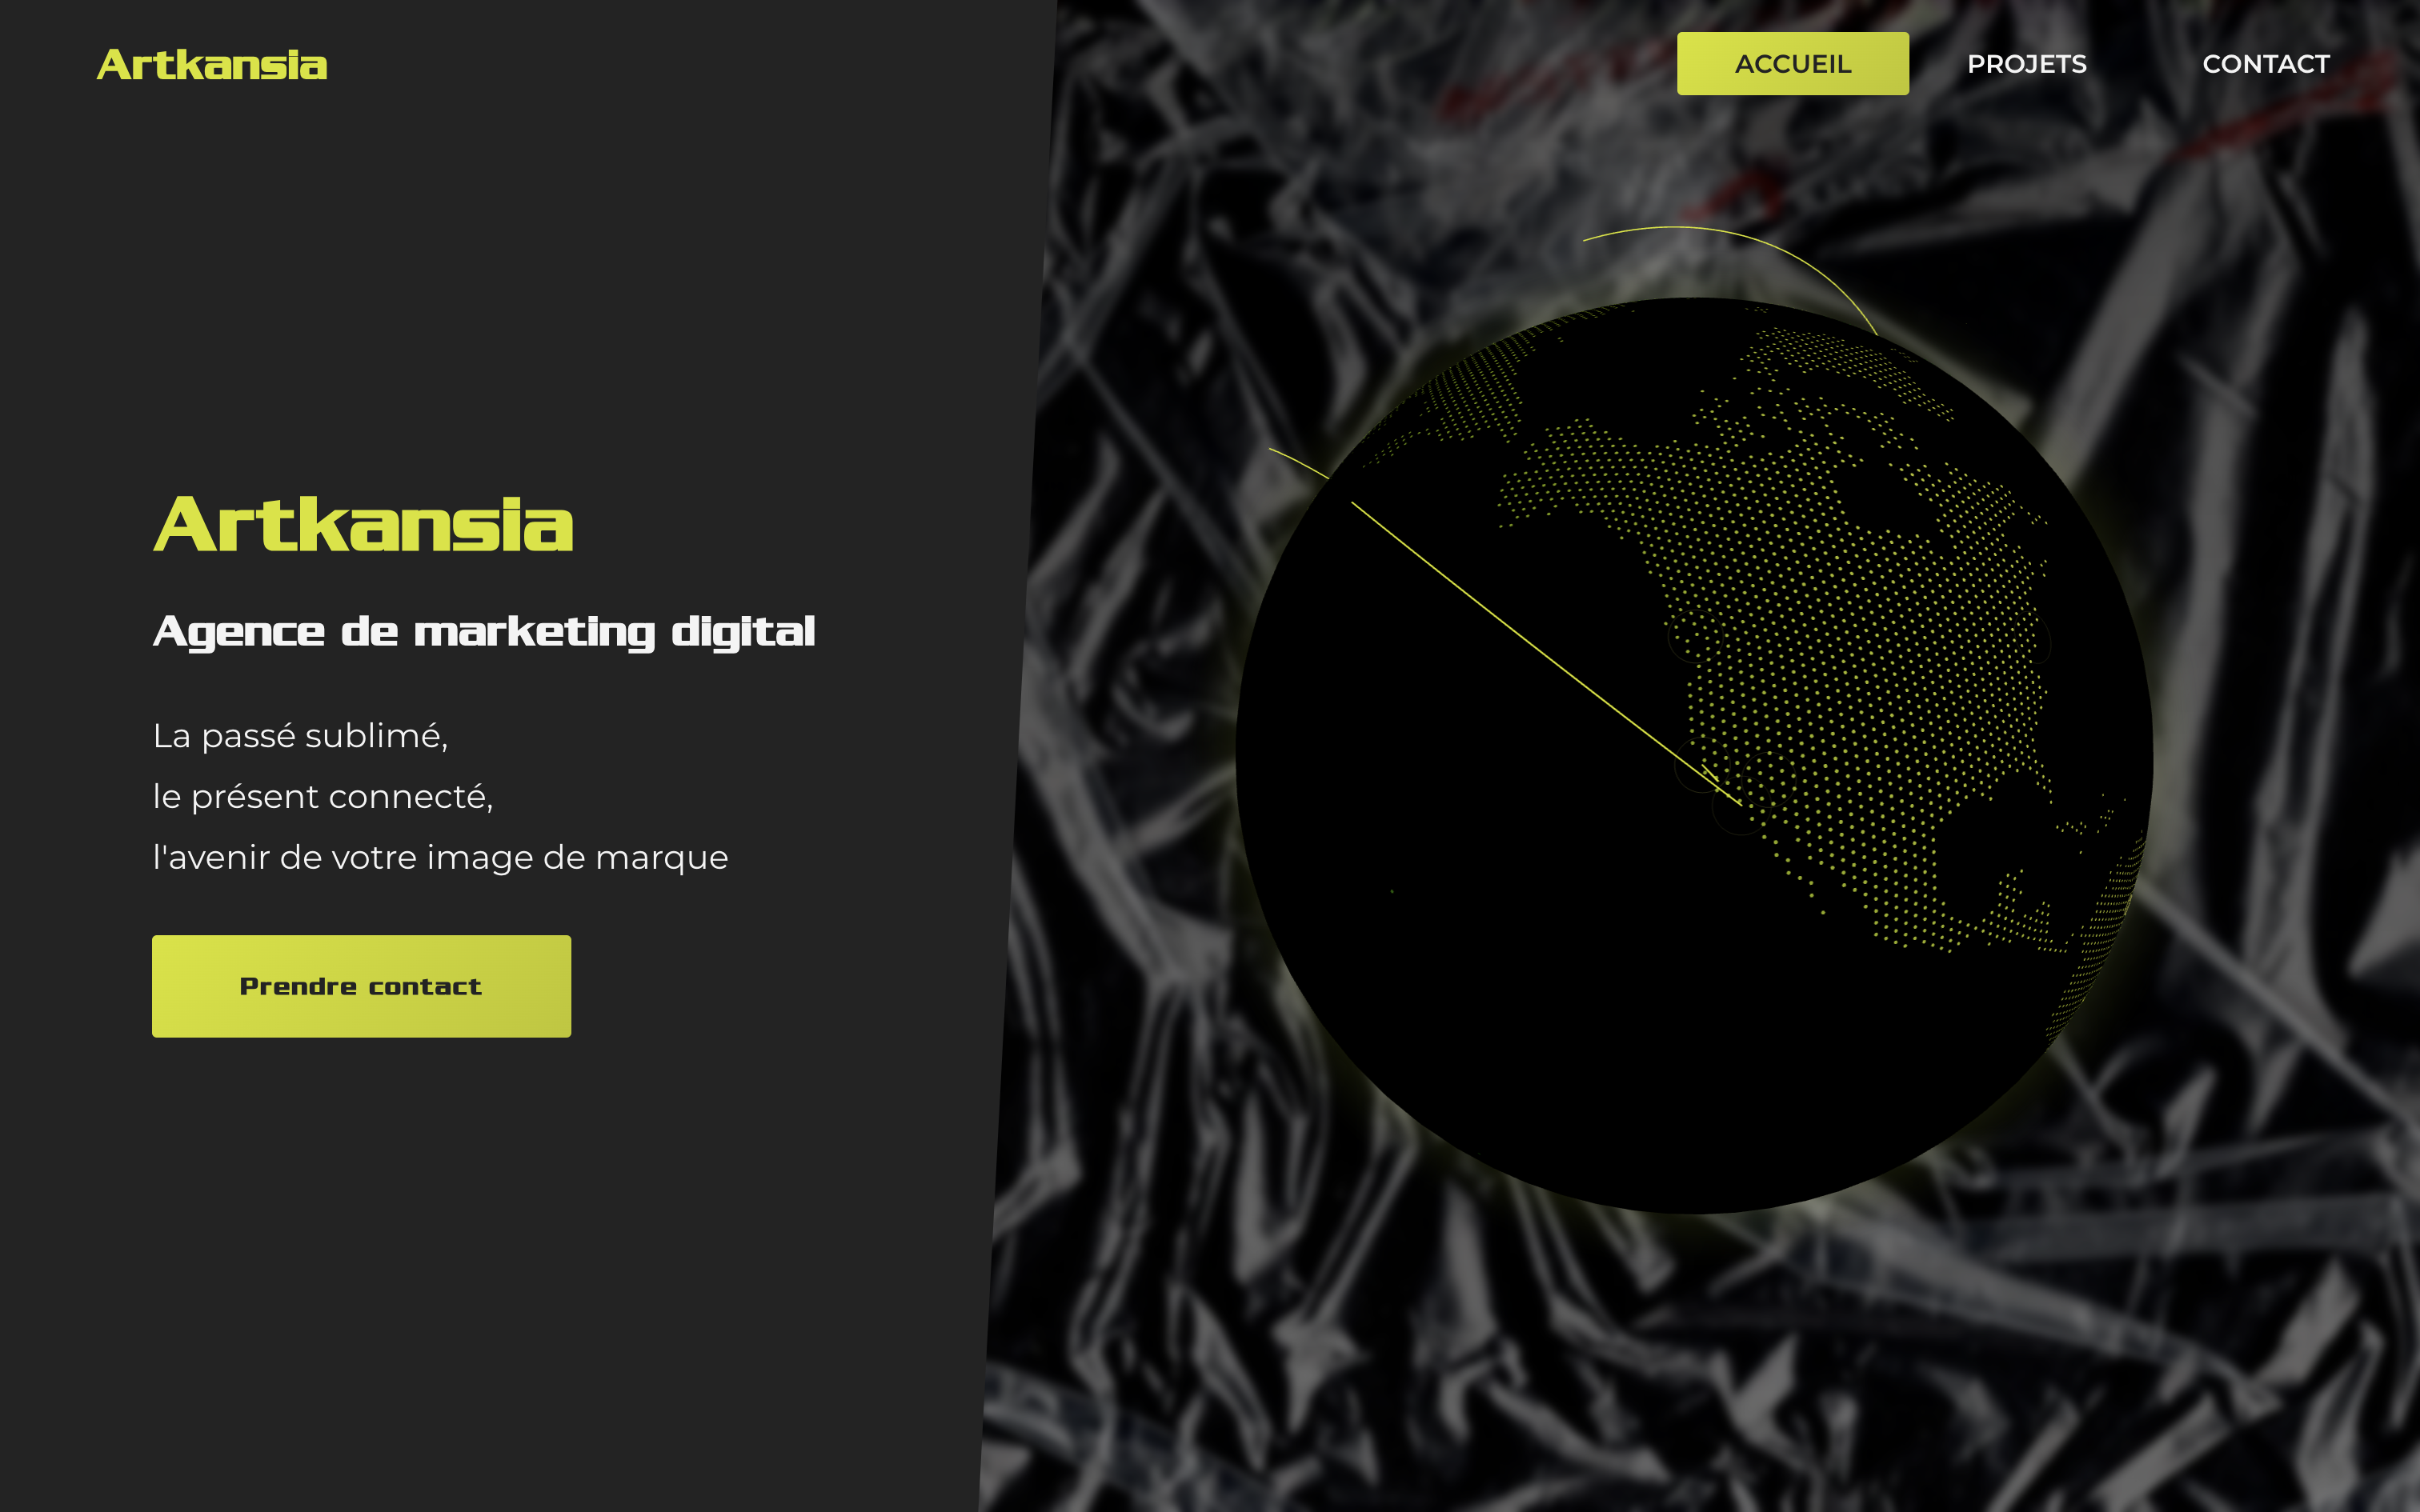 Artkansia
ACCUEIL
PROJETS
CONTACT
Artkansia
Agence de marketing digital
La passé sublimé,
le présent connecté,
l'avenir de votre image de marque
Prendre contact